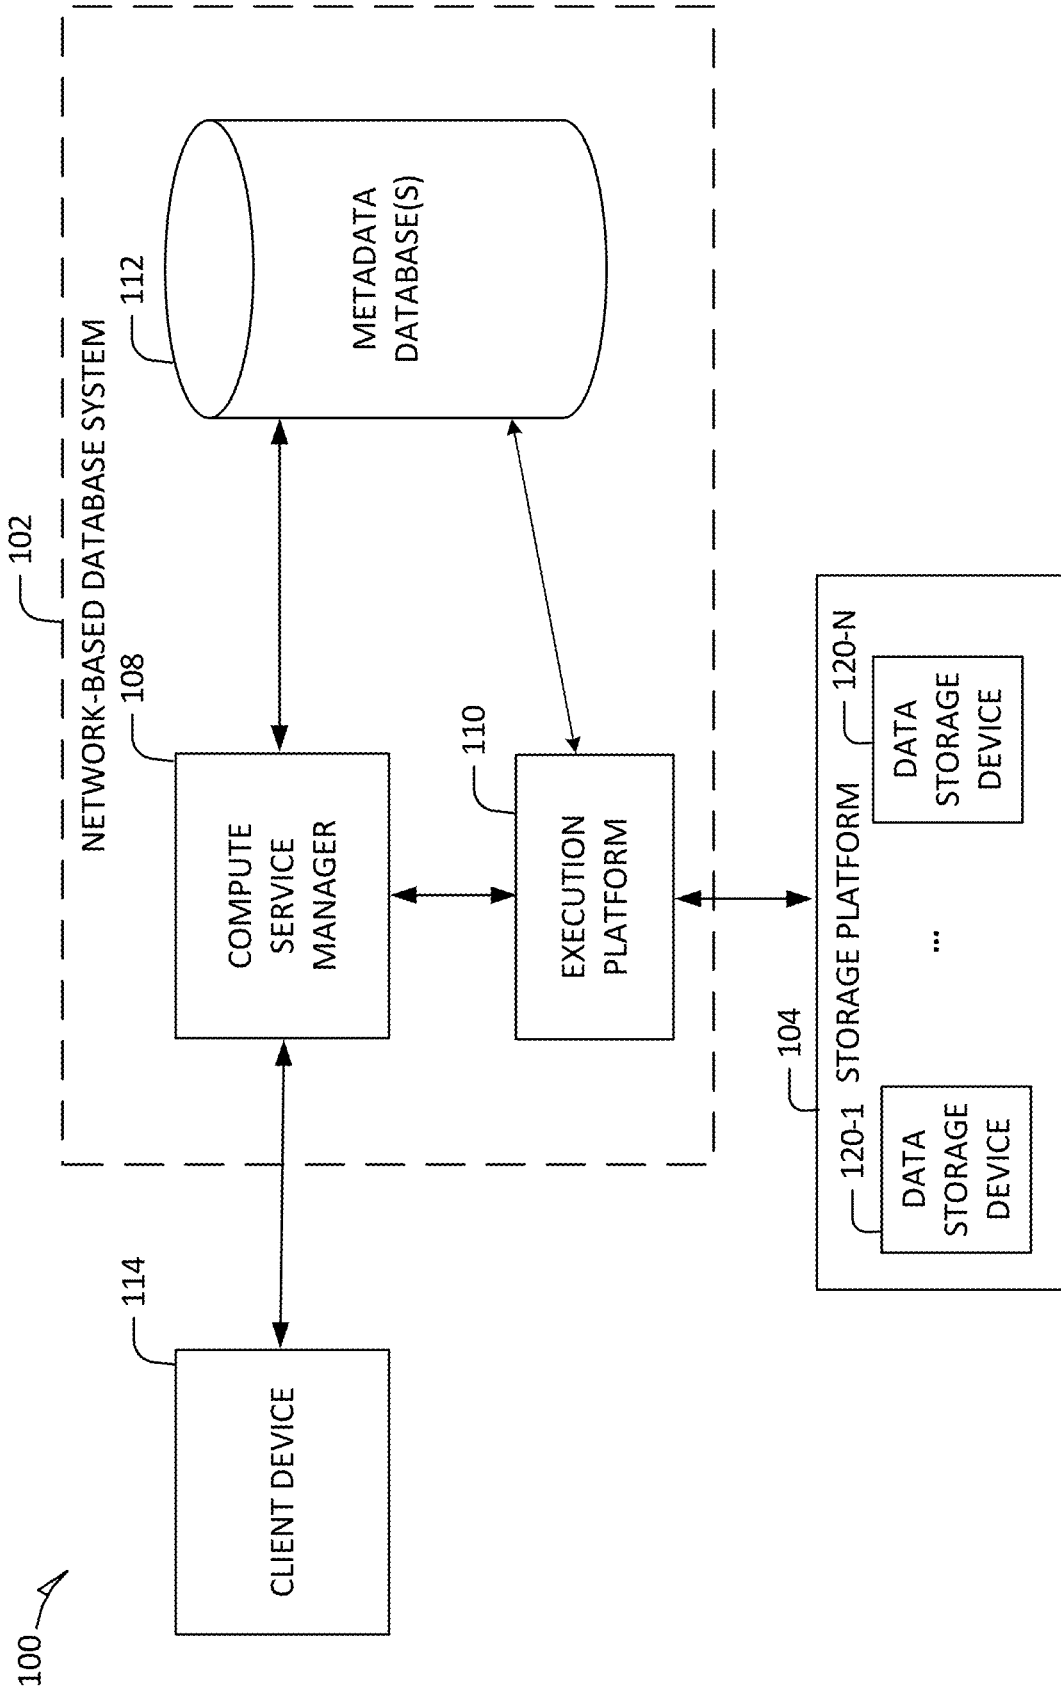 100
102
NETWORK-BASED DATABASE SYSTEM
114
CLIENT DEVICE
108
COMPUTE
SERVICE
MANAGER
112
METADATA
DATABASE(S)
110
EXECUTION
PLATFORM
104
STORAGE PLATFORM
120-1
DATA
STORAGE
DEVICE
...
120-N
DATA
STORAGE
DEVICE